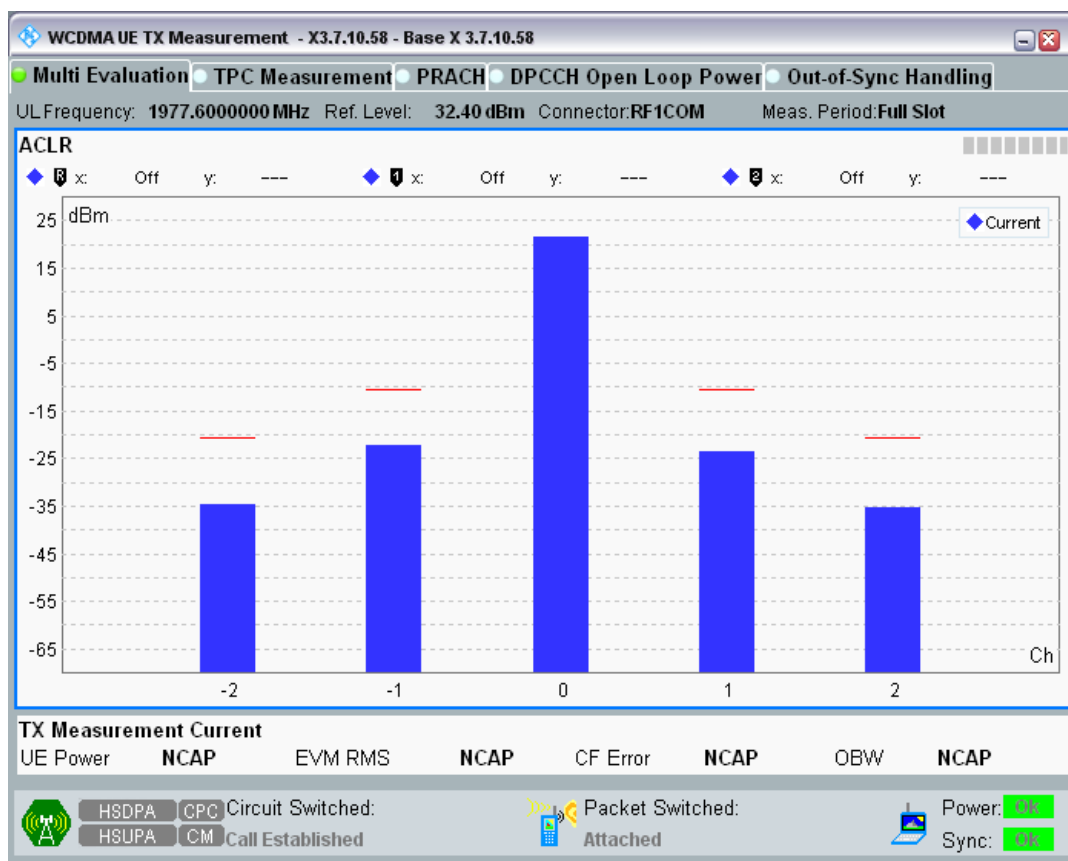 WCDMA UE TX Measurement - X3.7.10.58 - Base X 3.7.10.58
Multi Evaluation TPC Measurement PRACH DPCCH Open Loop Power Out-of-Sync Handling
UL Frequency: 1977.6000000 MHz Ref. Level: 32.40 dBm Connector:RF1COM Meas. Period:Full Slot
ACLR
R x: Off y: --- 1 x: Off y: --- 2 x: Off y: ---
dBm
Current
25
15
5
-5
-15
-25
-35
-45
-55
-65
Ch
-2 -1 0 1 2
TX Measurement Current
UE Power NCAP EVM RMS NCAP CF Error NCAP OBW NCAP
HSDPA CPC Circuit Switched: Packet Switched: Power: Ok
HSUPA CM Call Established Attached Sync: Ok